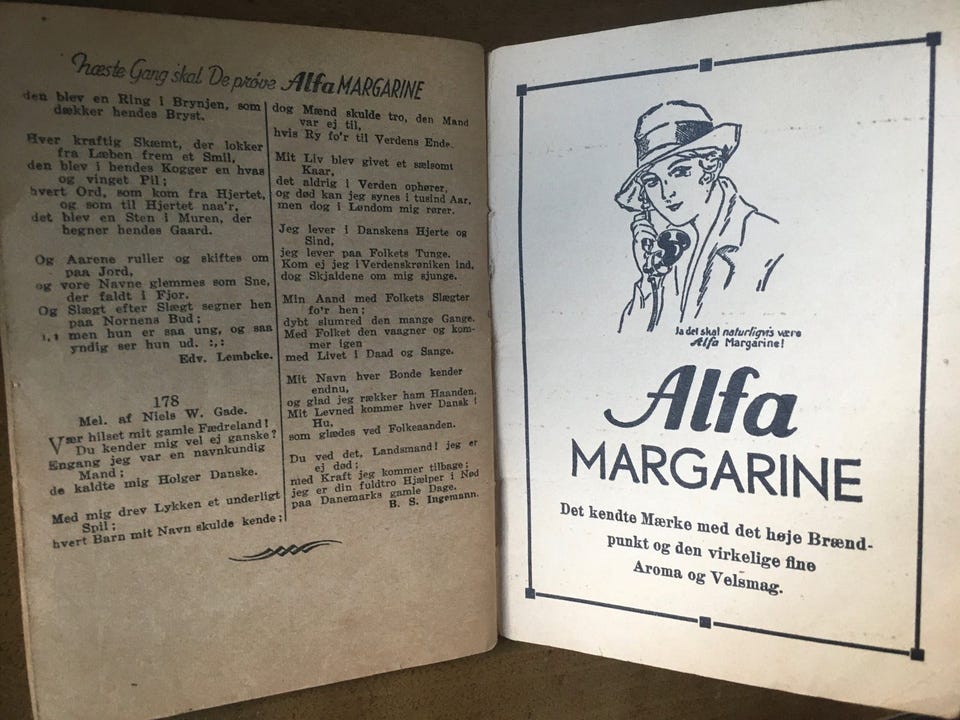 Næste Gang skal De prøve Alfa MARGARINE
den blev en Ring i Brynjen, som
dækker hendes Bryst.
Hver kraftig Skæmt, der lokker
fra Læben frem et Smil,
den blev i hendes Kogger en hvas
og vinget Pil;
hvert Ord, som kom fra Hjertet,
og som til Hjertet naa'r,
det blev en Sten i Muren, der
hegner hendes Gaard.
Og Aarene ruller og skiftes om
paa Jord,
og vore Navne glemmes som Sne,
der faldt i Fjor.
Og Slægt efter Slægt segner hen
paa Nornens Bud;
:,: men hun er saa ung, og saa
yndig ser hun ud. :,:
Edv. Lembcke.
178
Mel. af Niels W. Gade.
Vær hilset mit gamle Fædreland!
Du kender mig vel ej ganske?
Engang jeg var en navnkundig
Mand;
de kaldte mig Holger Danske.
Med mig drev Lykken et underligt
Spil;
hvert Barn mit Navn skulde kende;
dog Mænd skulde tro, den Mand
var ej til,
hvis Ry fo'r til Verdens Ende.
Mit Liv blev givet et sælsomt
Kaar,
det aldrig i Verden ophører,
og død kan jeg synes i tusind Aar,
men dog i Løndom mig rører.
Jeg lever i Danskens Hjerte og
Sind,
jeg lever paa Folkets Tunge.
Kom ej jeg i Verdenskrøniken ind,
dog Skjaldene om mig sjunge.
Min Aand med Folkets Slægter
fo'r hen;
dybt slumred den mange Gange.
Med Folket den vaagner og kom-
mer igen
med Livet i Daad og Sange.
Mit Navn hver Bonde kender
endnu,
og glad jeg rækker ham Haanden.
Mit Levned kommer hver Dansk i
Hu,
som glædes ved Folkeaanden.
Du ved det, Landsmand! jeg er
ej død;
med Kraft jeg kommer tilbage;
jeg er din fuldtro Hjælper i Nød
paa Danemarks gamle Dage.
B. S. Ingemann.
Ja det skal naturligvis være
Alfa Margarine!
Alfa
MARGARINE
Det kendte Mærke med det høje Brænd-
punkt og den virkelige fine
Aroma og Velsmag.